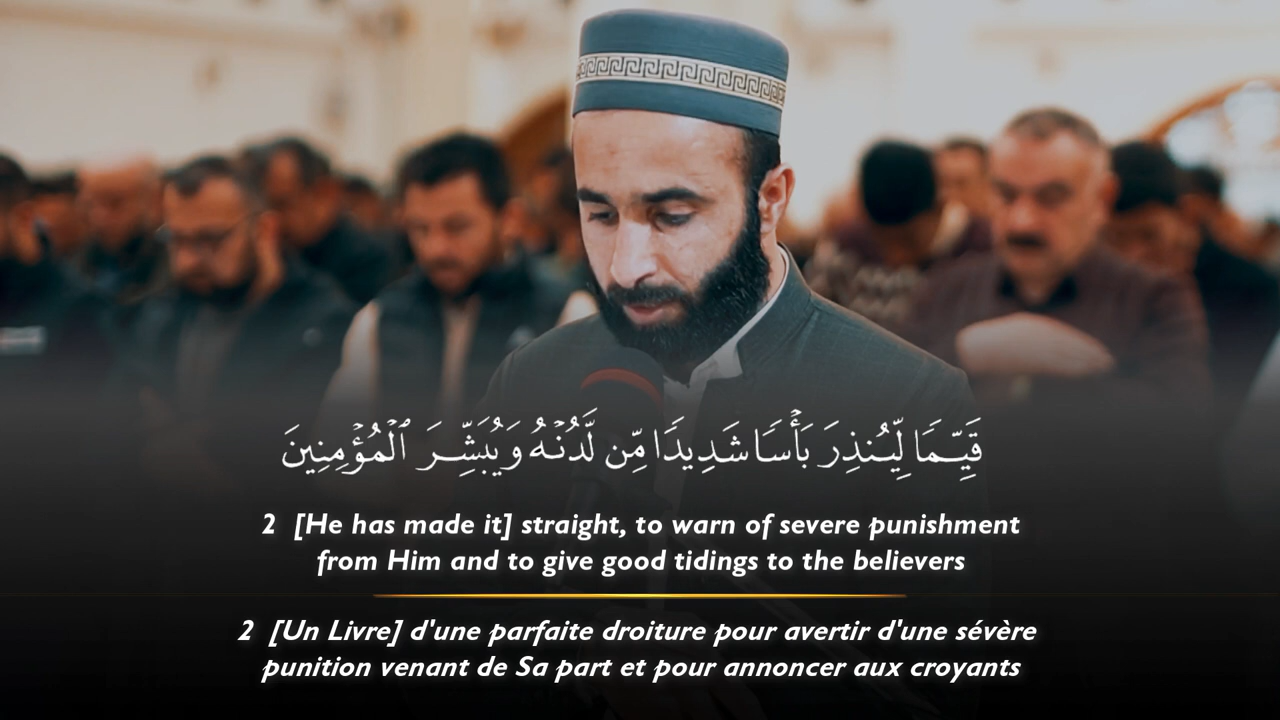 قَيِّمًا لِّيُنذِرَ بَأْسًا شَدِيدًا مِّن لَّدُنْهُ وَيُبَشِّرَ ٱلْمُؤْمِنِينَ
2 [He has made it] straight, to warn of severe punishment
from Him and to give good tidings to the believers
2 [Un Livre] d'une parfaite droiture pour avertir d'une sévère
punition venant de Sa part et pour annoncer aux croyants